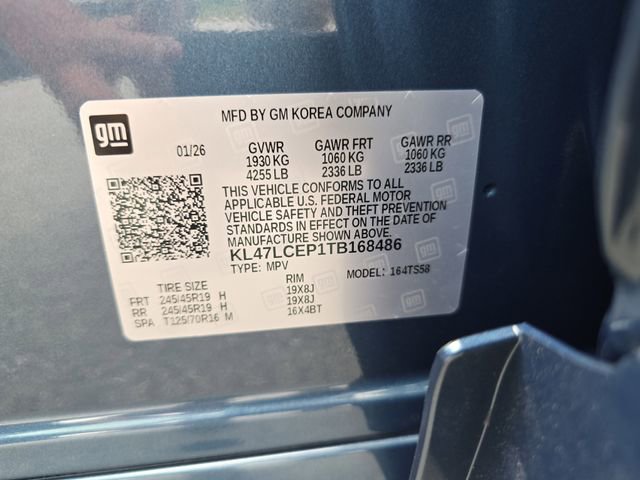 MFD BY GM KOREA COMPANY
gm
01/26
GVWR GAWR FRT GAWR RR
1930 KG 1060 KG 1060 KG
4255 LB 2336 LB 2336 LB
THIS VEHICLE CONFORMS TO ALL
APPLICABLE U.S. FEDERAL MOTOR
VEHICLE SAFETY AND THEFT PREVENTION
STANDARDS IN EFFECT ON THE DATE OF
MANUFACTURE SHOWN ABOVE.
KL47LCEP1TB168486
TYPE: MPV MODEL: 164TS58
TIRE SIZE RIM
FRT 245/45R19 H 19X8J
RR 245/45R19 H 19X8J
SPA T125/70R16 M 16X4BT